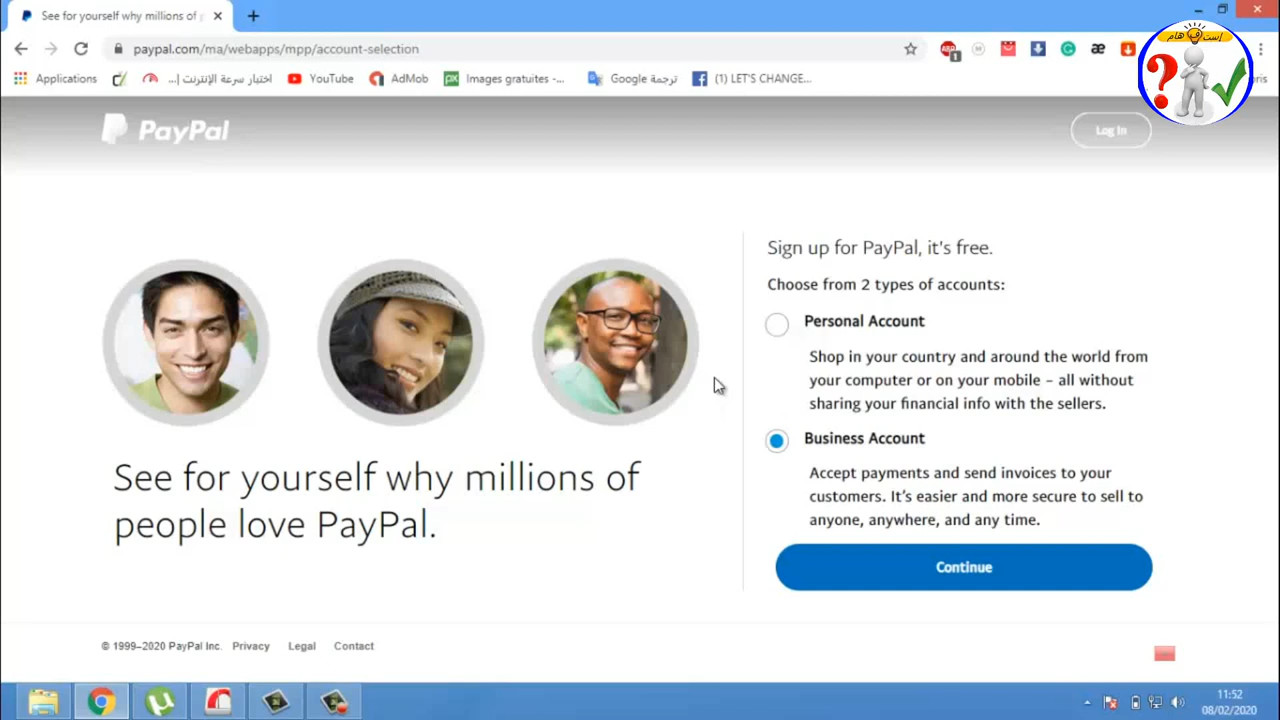 See for yourself why millions of p
paypal.com/ma/webapps/mpp/account-selection
1
Applications
اختبار سرعة الإنترنت |...
YouTube
AdMob
Images gratuites -...
Google ترجمة
(1) LET'S CHANGE...
إست هام
PayPal
Log In
Sign up for PayPal, it's free.
Choose from 2 types of accounts:
Personal Account
Shop in your country and around the world from
your computer or on your mobile – all without
sharing your financial info with the sellers.
Business Account
Accept payments and send invoices to your
customers. It's easier and more secure to sell to
anyone, anywhere, and any time.
Continue
See for yourself why millions of
people love PayPal.
© 1999–2020 PayPal Inc. Privacy Legal Contact
11:52
08/02/2020